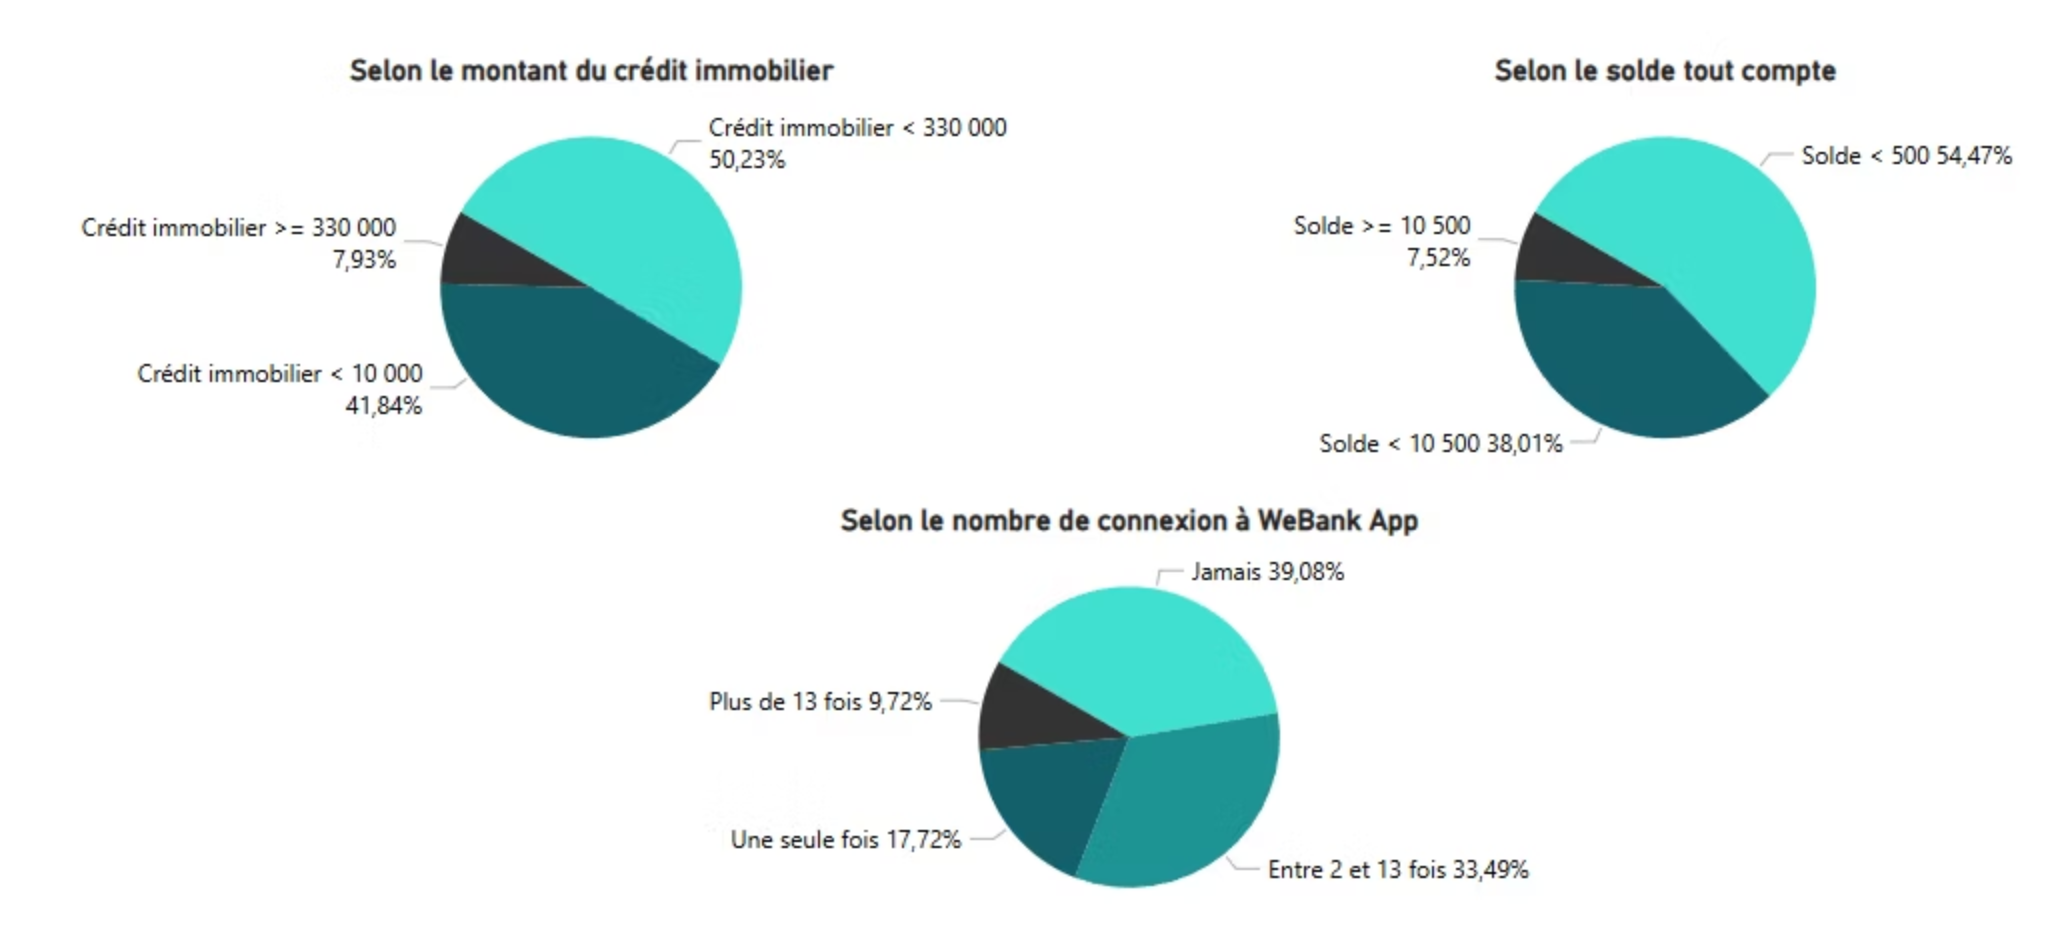 Selon le montant du crédit immobilier
Crédit immobilier < 330 000
50,23%
Crédit immobilier >= 330 000
7,93%
Crédit immobilier < 10 000
41,84%
Selon le solde tout compte
Solde < 500 54,47%
Solde >= 10 500
7,52%
Solde < 10 500 38,01%
Selon le nombre de connexion à WeBank App
Jamais 39,08%
Plus de 13 fois 9,72%
Une seule fois 17,72%
Entre 2 et 13 fois 33,49%